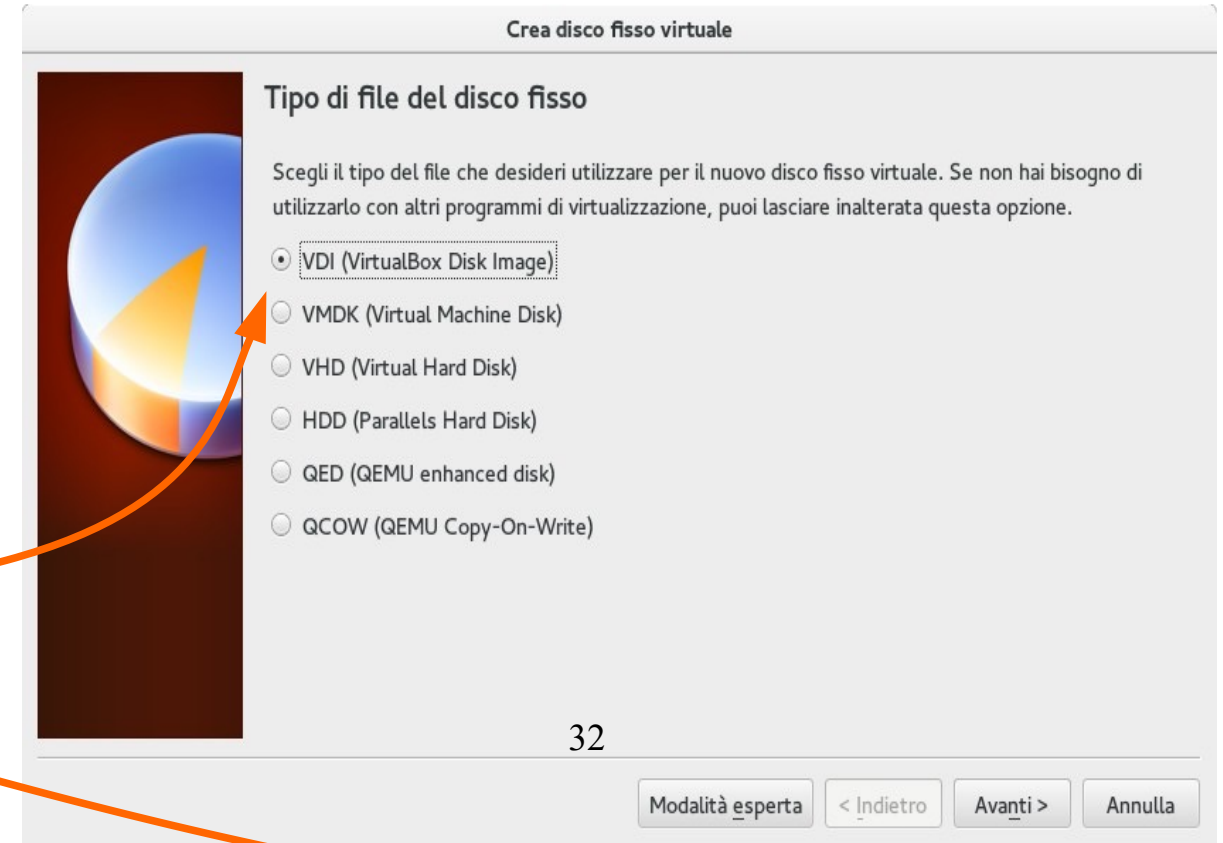 Crea disco fisso virtuale
Tipo di file del disco fisso
Scegli il tipo del file che desideri utilizzare per il nuovo disco fisso virtuale. Se non hai bisogno di
utilizzarlo con altri programmi di virtualizzazione, puoi lasciare inalterata questa opzione.
VDI (VirtualBox Disk Image)
VMDK (Virtual Machine Disk)
VHD (Virtual Hard Disk)
HDD (Parallels Hard Disk)
QED (QEMU enhanced disk)
QCOW (QEMU Copy-On-Write)
32
Modalità esperta < Indietro Avanti > Annulla